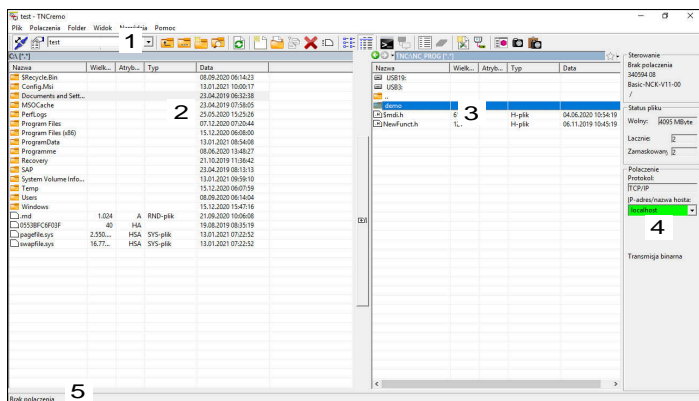 test - TNCremo
Plik Polaczenia Folder Widok Pomoc
test
1
C:\ [*.*]
Nazwa Wielk... Atryb... Typ Data
$Recycle.Bin 08.09.2020 06:14:23
Config.Msi 13.01.2021 10:00:17
Documents and Sett... 23.04.2019 06:32:38
MSOCache 23.04.2019 07:58:05
PerfLogs 25.05.2020 15:25:26
Program Files 07.12.2020 07:20:44
Program Files (x86) 15.12.2020 06:08:00
ProgramData 13.01.2021 08:54:08
Programme 08.06.2020 13:48:27
Recovery 21.10.2019 11:36:42
SAP 23.04.2019 08:13:13
System Volume Info... 13.01.2021 09:59:10
Temp 15.12.2020 06:07:59
Users 08.09.2020 06:14:04
Windows 15.12.2020 15:47:16
.rnd 1.024 A RND-plik 21.09.2020 10:06:08
0553BFC6F03F 40 HA 19.08.2019 08:35:19
pagefile.sys 2.550.... HSA SYS-plik 13.01.2021 07:22:52
swapfile.sys 16.77... HSA SYS-plik 13.01.2021 07:22:52
2
TNC:\NC_PROG [*.*]
Nazwa Wielk... Atryb... Typ Data
USB19:
USB3:
..
demo
$mdi.h H-plik 04.06.2020 10:54:19
NewFunct.h H-plik 06.11.2019 10:45:19
3
Sterowanie
Brak polaczenia
340594 08
Basic-NCK-V11-00
/
Status pliku
Wolny: 4095 MByte
Lacznie: 2
Zamaskowany 2
Polaczenie
Protokol:
TCP/IP
IP-adres/nazwa hosta:
localhost
4
Transmisja binarna
5
Brak polaczenia